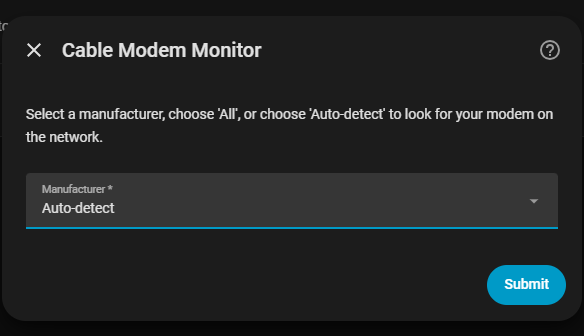 Cable Modem Monitor
Select a manufacturer, choose 'All', or choose 'Auto-detect' to look for your modem on
the network.
Manufacturer *
Auto-detect
Submit